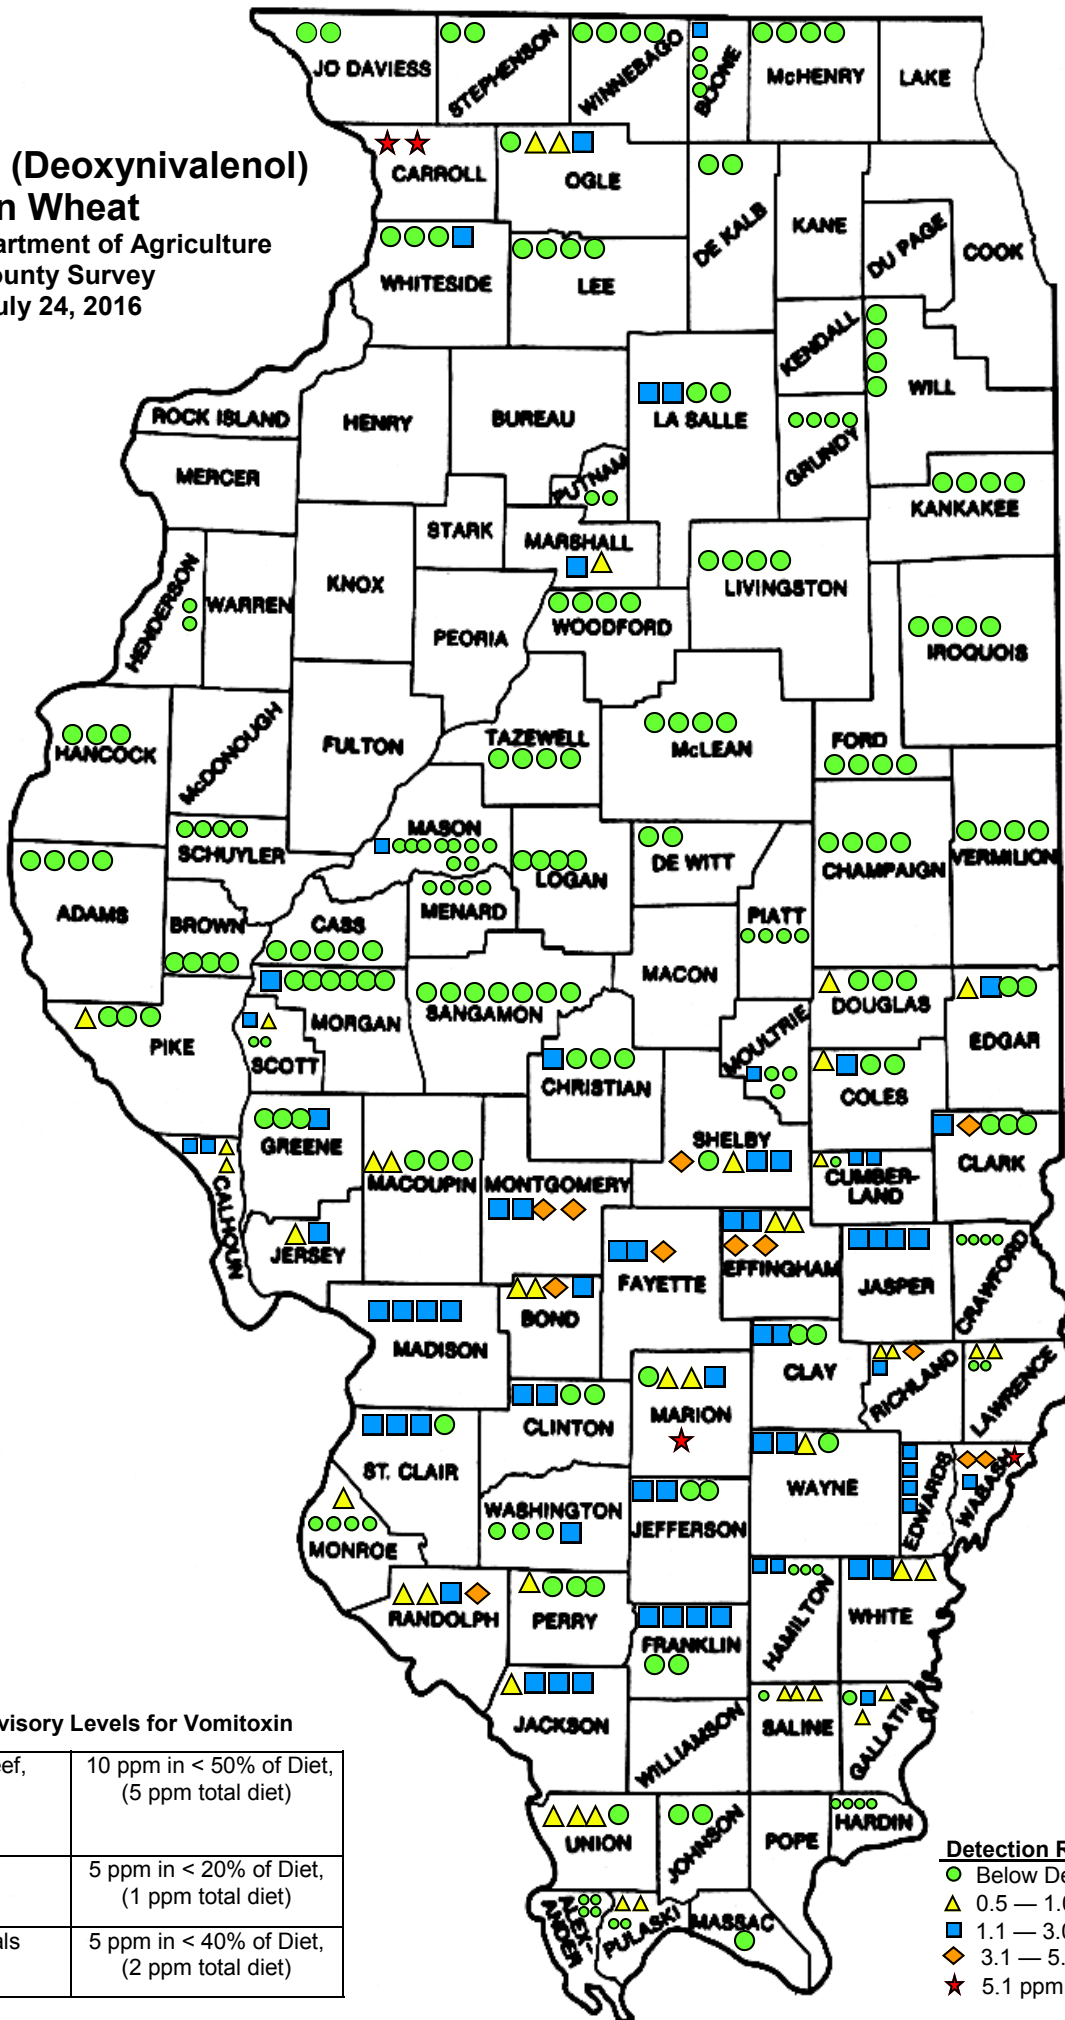 (Deoxynivalenol)
n Wheat
artment of Agriculture
ounty Survey
uly 24, 2016
JO DAVIESS
STEPHENSON
WINNEBAGO
BOONE
McHENRY
LAKE
CARROLL
OGLE
DE KALB
KANE
DU PAGE
COOK
WHITESIDE
LEE
KENDALL
WILL
ROCK ISLAND
HENRY
BUREAU
LA SALLE
GRUNDY
MERCER
PUTNAM
KANKAKEE
STARK
MARSHALL
HENDERSON
WARREN
KNOX
LIVINGSTON
PEORIA
WOODFORD
IROQUOIS
HANCOCK
McDONOUGH
FULTON
TAZEWELL
McLEAN
FORD
MASON
SCHUYLER
LOGAN
DE WITT
CHAMPAIGN
VERMILION
ADAMS
BROWN
CASS
MENARD
PIATT
MACON
PIKE
SCOTT
MORGAN
SANGAMON
DOUGLAS
EDGAR
MOULTRIE
CHRISTIAN
COLES
GREENE
SHELBY
CALHOUN
MACOUPIN
MONTGOMERY
CUMBER-
LAND
CLARK
JERSEY
FAYETTE
EFFINGHAM
JASPER
CRAWFORD
BOND
MADISON
CLAY
RICHLAND
LAWRENCE
CLINTON
MARION
ST. CLAIR
WAYNE
EDWARDS
WABASH
WASHINGTON
JEFFERSON
MONROE
RANDOLPH
PERRY
HAMILTON
WHITE
FRANKLIN
JACKSON
WILLIAMSON
SALINE
GALLATIN
UNION
JOHNSON
POPE
HARDIN
ALEX-
ANDER
PULASKI
MASSAC
visory Levels for Vomitoxin
eef,
10 ppm in < 50% of Diet,
(5 ppm total diet)
5 ppm in < 20% of Diet,
(1 ppm total diet)
als
5 ppm in < 40% of Diet,
(2 ppm total diet)
Detection R
Below De
0.5 — 1.0
1.1 — 3.0
3.1 — 5.
5.1 ppm